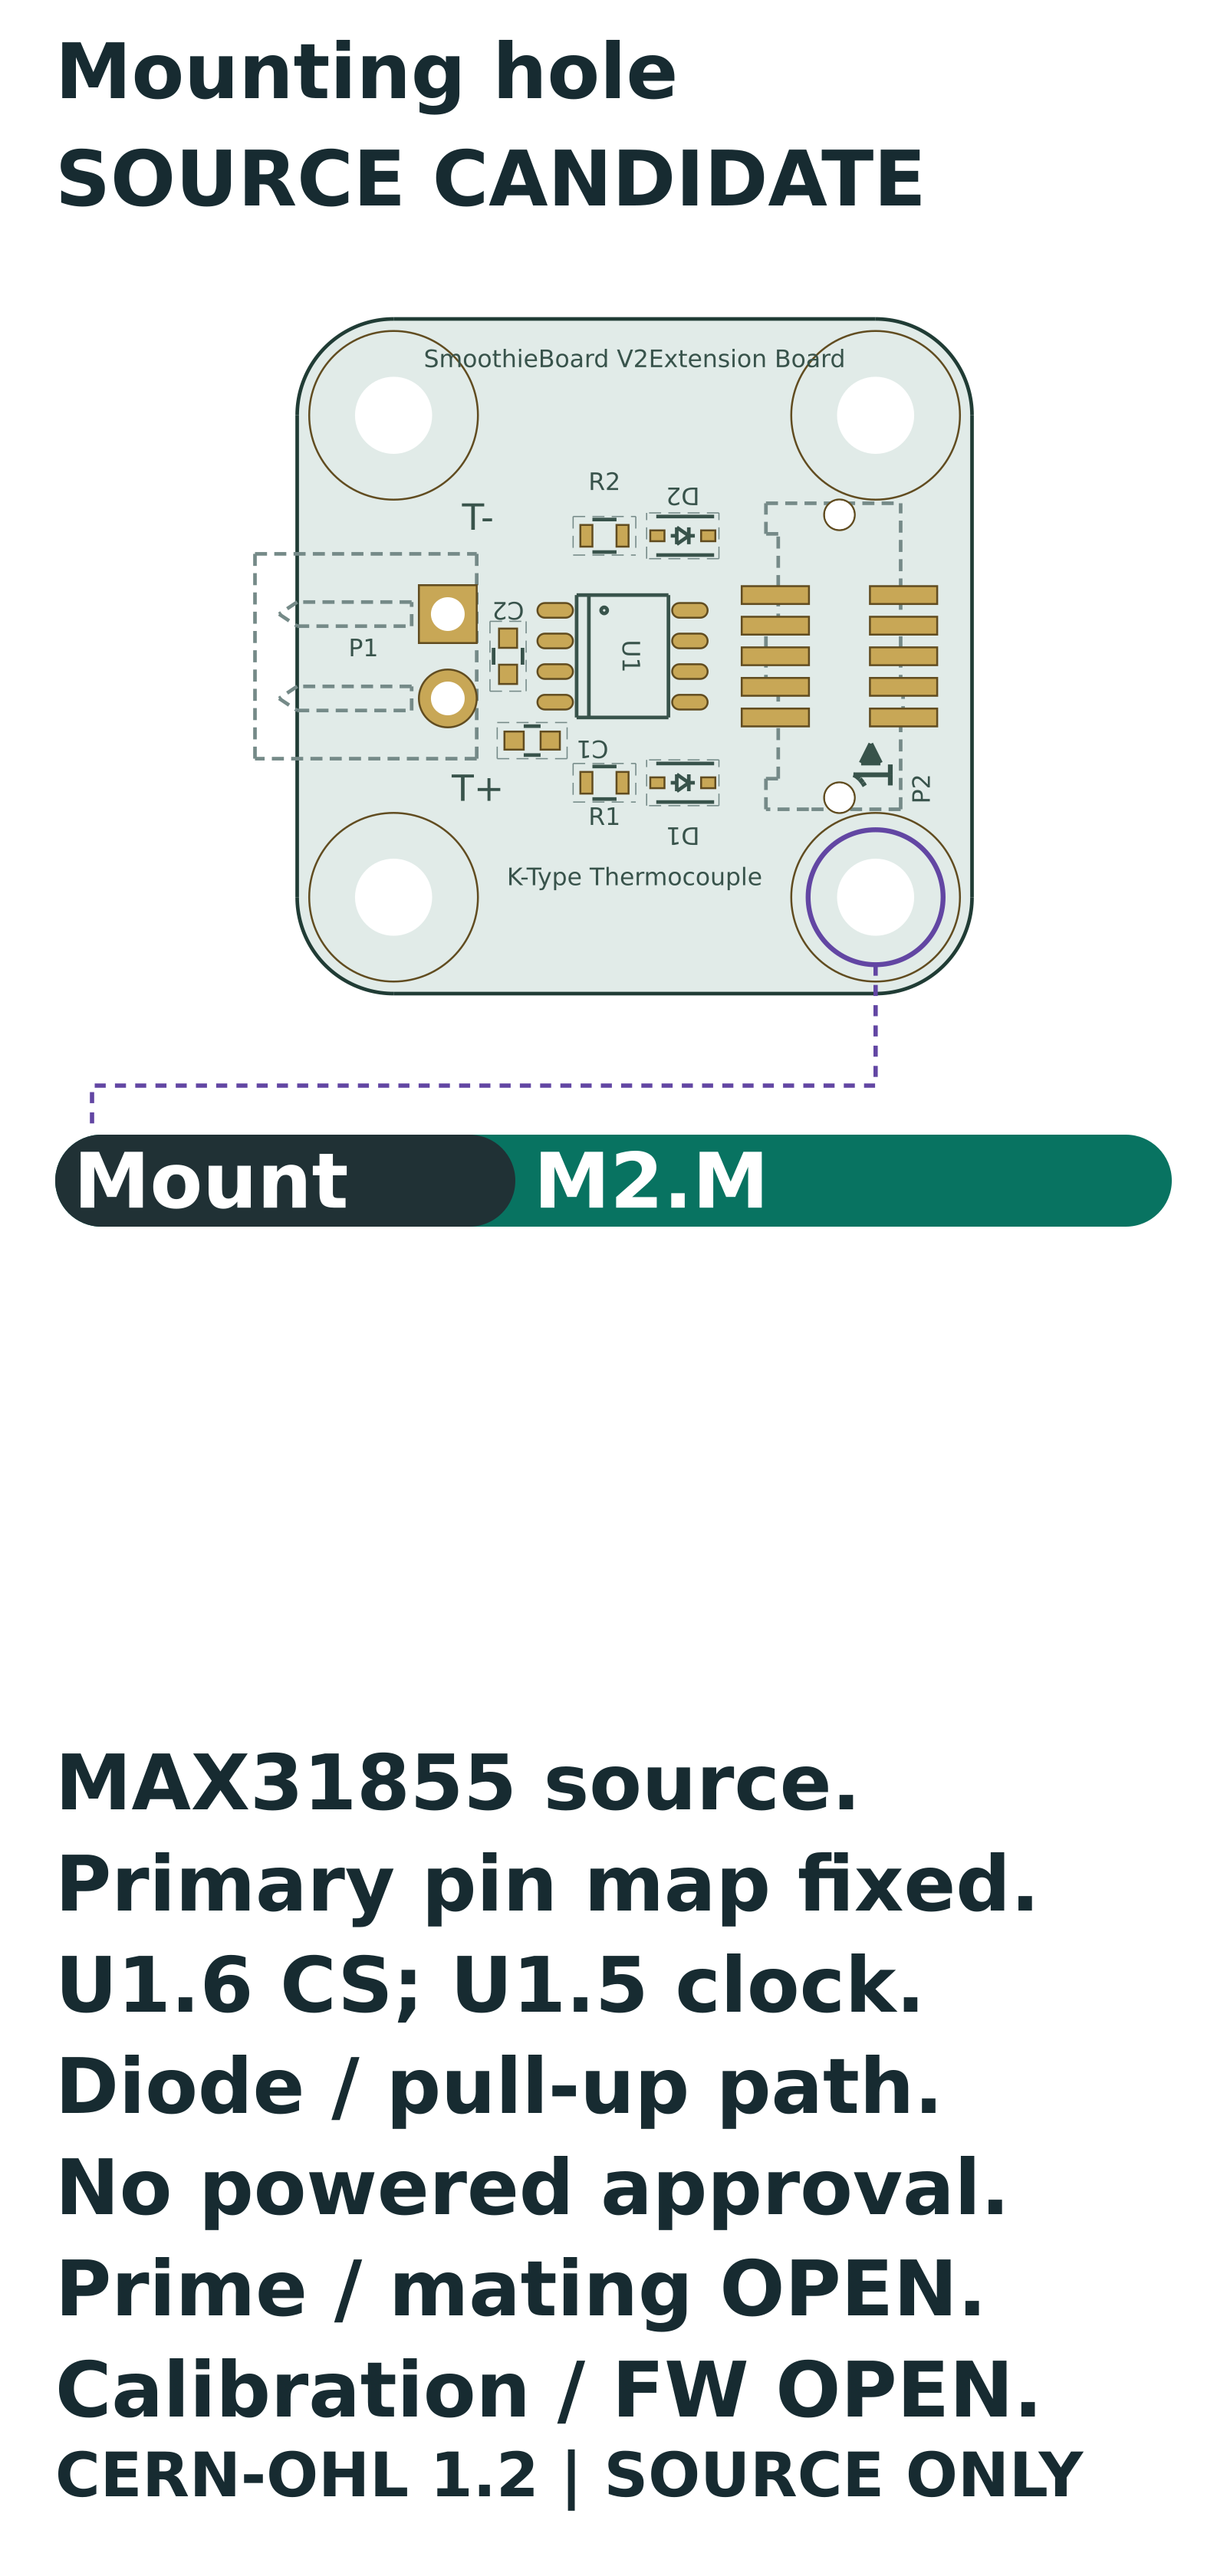 Mounting hole
SOURCE CANDIDATE
SmoothieBoard V2Extension Board
R2
D2
T-
C2
P1
U1
C1
T+
1
P2
R1
D1
K-Type Thermocouple
Mount M2.M
MAX31855 source.
Primary pin map fixed.
U1.6 CS; U1.5 clock.
Diode / pull-up path.
No powered approval.
Prime / mating OPEN.
Calibration / FW OPEN.
CERN-OHL 1.2 | SOURCE ONLY